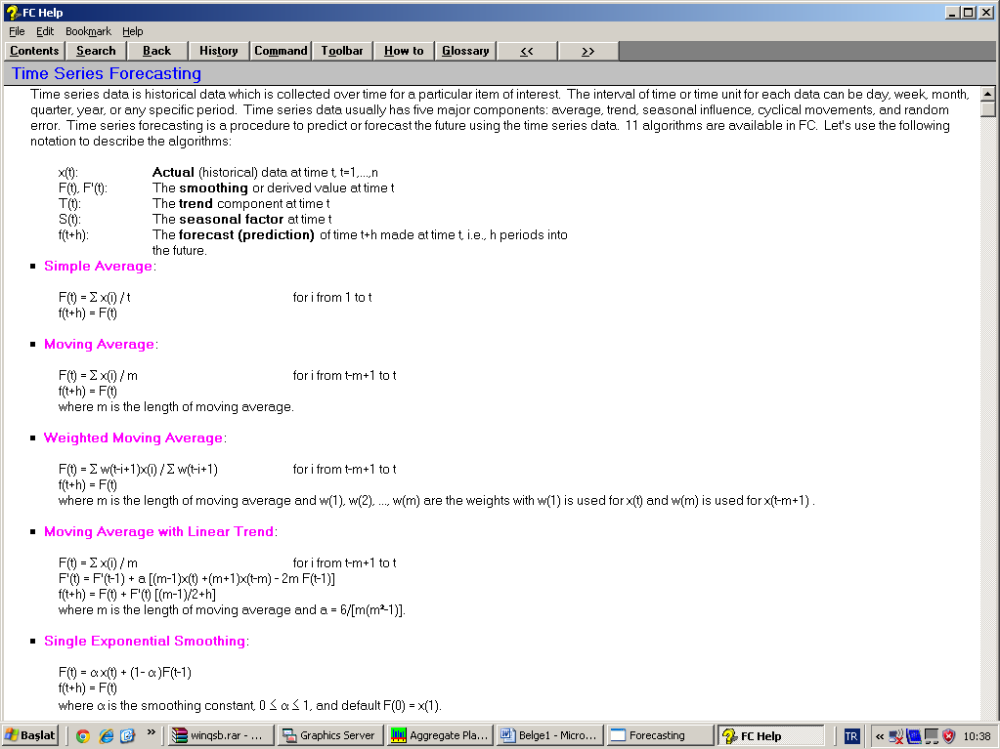 FC Help
File Edit Bookmark Help
Contents Search Back History Command Toolbar How to Glossary << >>
Time Series Forecasting
Time series data is historical data which is collected over time for a particular item of interest. The interval of time or time unit for each data can be day, week, month,
quarter, year, or any specific period. Time series data usually has five major components: average, trend, seasonal influence, cyclical movements, and random
error. Time series forecasting is a procedure to predict or forecast the future using the time series data. 11 algorithms are available in FC. Let's use the following
notation to describe the algorithms:
x(t): Actual (historical) data at time t, t=1,...,n
F(t), F'(t): The smoothing or derived value at time t
T(t): The trend component at time t
S(t): The seasonal factor at time t
f(t+h): The forecast (prediction) of time t+h made at time t, i.e., h periods into
the future.
▪ Simple Average:
F(t) = Σ x(i) / t for i from 1 to t
f(t+h) = F(t)
▪ Moving Average:
F(t) = Σ x(i) / m for i from t-m+1 to t
f(t+h) = F(t)
where m is the length of moving average.
▪ Weighted Moving Average:
F(t) = Σ w(t-i+1)x(i) / Σ w(t-i+1) for i from t-m+1 to t
f(t+h) = F(t)
where m is the length of moving average and w(1), w(2), ..., w(m) are the weights with w(1) is used for x(t) and w(m) is used for x(t-m+1) .
▪ Moving Average with Linear Trend:
F(t) = Σ x(i) / m for i from t-m+1 to t
F'(t) = F'(t-1) + a [(m-1)x(t) +(m+1)x(t-m) - 2m F(t-1)]
f(t+h) = F(t) + F'(t) [(m-1)/2+h]
where m is the length of moving average and a = 6/[m(m²-1)].
▪ Single Exponential Smoothing:
F(t) = α x(t) + (1- α )F(t-1)
f(t+h) = F(t)
where α is the smoothing constant, 0 ≤ α ≤ 1, and default F(0) = x(1).
Başlat » wingsb.rar - ... Graphics Server Aggregate Pla... Belge1 - Micro... Forecasting FC Help TR « 10:38